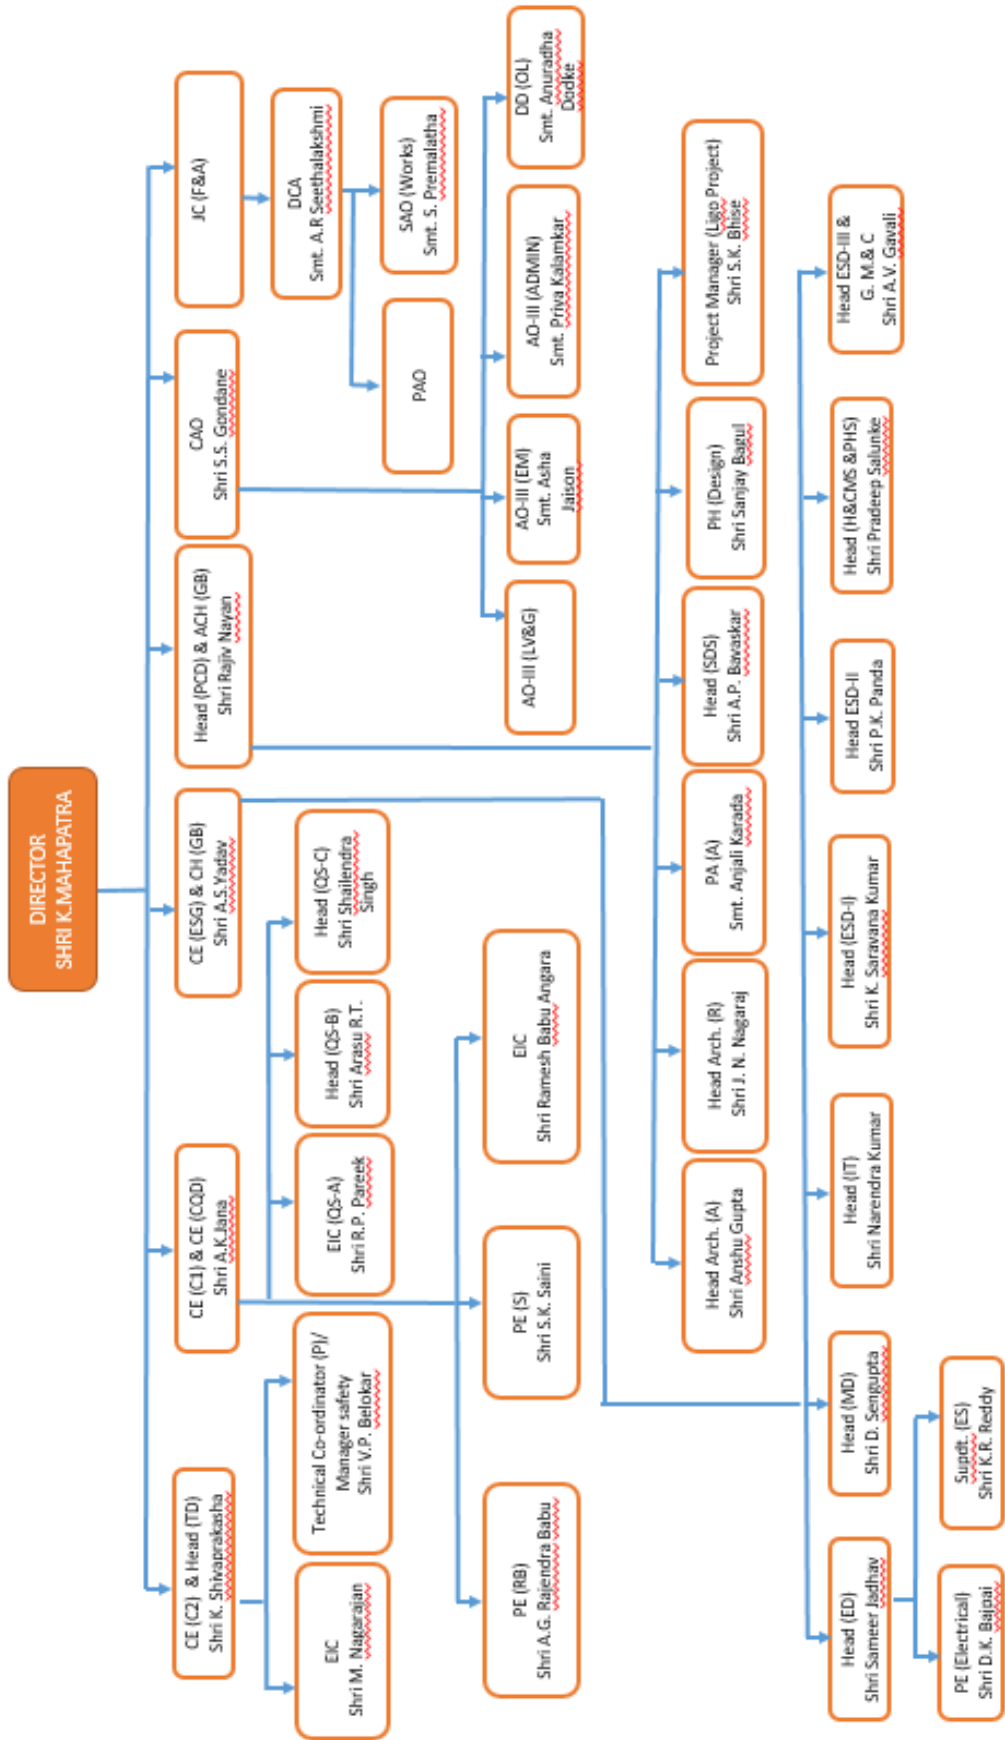 DIRECTOR
SHRI K.MAHAPATRA
CE (C2) & Head (TD)
Shri K. Shivaprakasha
CE (C1) & CE (CQD)
Shri A.K.Jana
CE (ESG) & CH (GB)
Shri A.S.Yadav
Head (PCD) & ACH (GB)
Shri Rajiv Nayan
CAO
Shri S.S. Gondane
JC (F&A)
EIC
Shri M. Nagarajan
Technical Co-ordinator (P)/
Manager safety
Shri V.P. Belokar
EIC (QS-A)
Shri R.P. Pareek
Head (QS-B)
Shri Arasu R.T.
Head (QS-C)
Shri Shailendra
Singh
DCA
Smt. A.R Seethalakshmi
PAO
SAO (Works)
Smt. S. Premalatha
PE (RB)
Shri A.G. Rajendra Babu
PE (S)
Shri S.K. Saini
EIC
Shri Ramesh Babu Angara
AO-III (LV&G)
AO-III (EM)
Smt. Asha
Jaison
AO-III (ADMIN)
Smt. Priva Kalamkar
DD (OL)
Smt. Anuradha
Dodke
Head Arch. (A)
Shri Anshu Gupta
Head Arch. (R)
Shri J. N. Nagaraj
PA (A)
Smt. Anjali Karada
Head (SDS)
Shri A.P. Bavaskar
PH (Design)
Shri Sanjay Bagul
Project Manager (Ligo Project)
Shri S.K. Bhise
Head (ED)
Shri Sameer Jadhav
Head (MD)
Shri D. Sengupta
Head (IT)
Shri Narendra Kumar
Head (ESD-I)
Shri K. Saravana Kumar
Head ESD-II
Shri P.K. Panda
Head (H&CMS &PHS)
Shri Pradeep Salunke
Head ESD-III &
G. M.& C
Shri A.V. Gavali
PE (Electrical)
Shri D.K. Bajpai
Supdt. (ES)
Shri K.R. Reddy